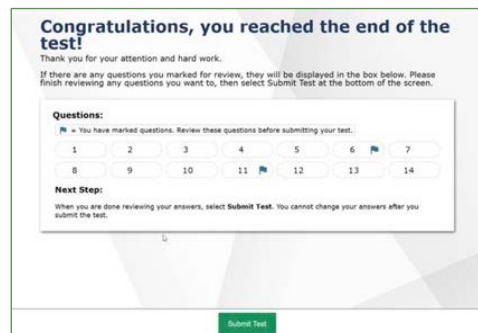 Congratulations, you reached the end of the
test!
Thank you for your attention and hard work.
If there are any questions you marked for review, they will be displayed in the box below. Please
finish reviewing any questions you want to, then select Submit Test at the bottom of the screen.
Questions:
= You have marked questions. Review these questions before submitting your test.
1 2 3 4 5 6 7
8 9 10 11 12 13 14
Next Step:
When you are done reviewing your answers, select Submit Test. You cannot change your answers after you
submit the test.
Submit Test